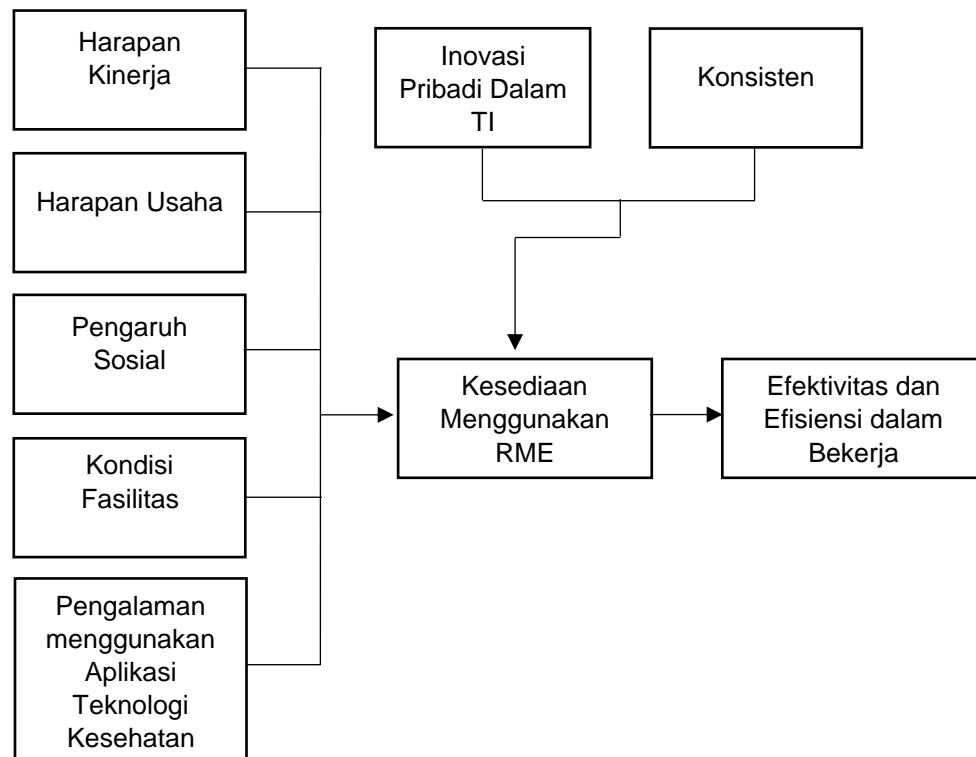 Harapan
Kinerja
Harapan Usaha
Pengaruh
Sosial
Kondisi
Fasilitas
Pengalaman
menggunakan
Aplikasi
Teknologi
Kesehatan
Inovasi
Pribadi Dalam
TI
Konsisten
Kesediaan
Menggunakan
RME
Efektivitas dan
Efisiensi dalam
Bekerja